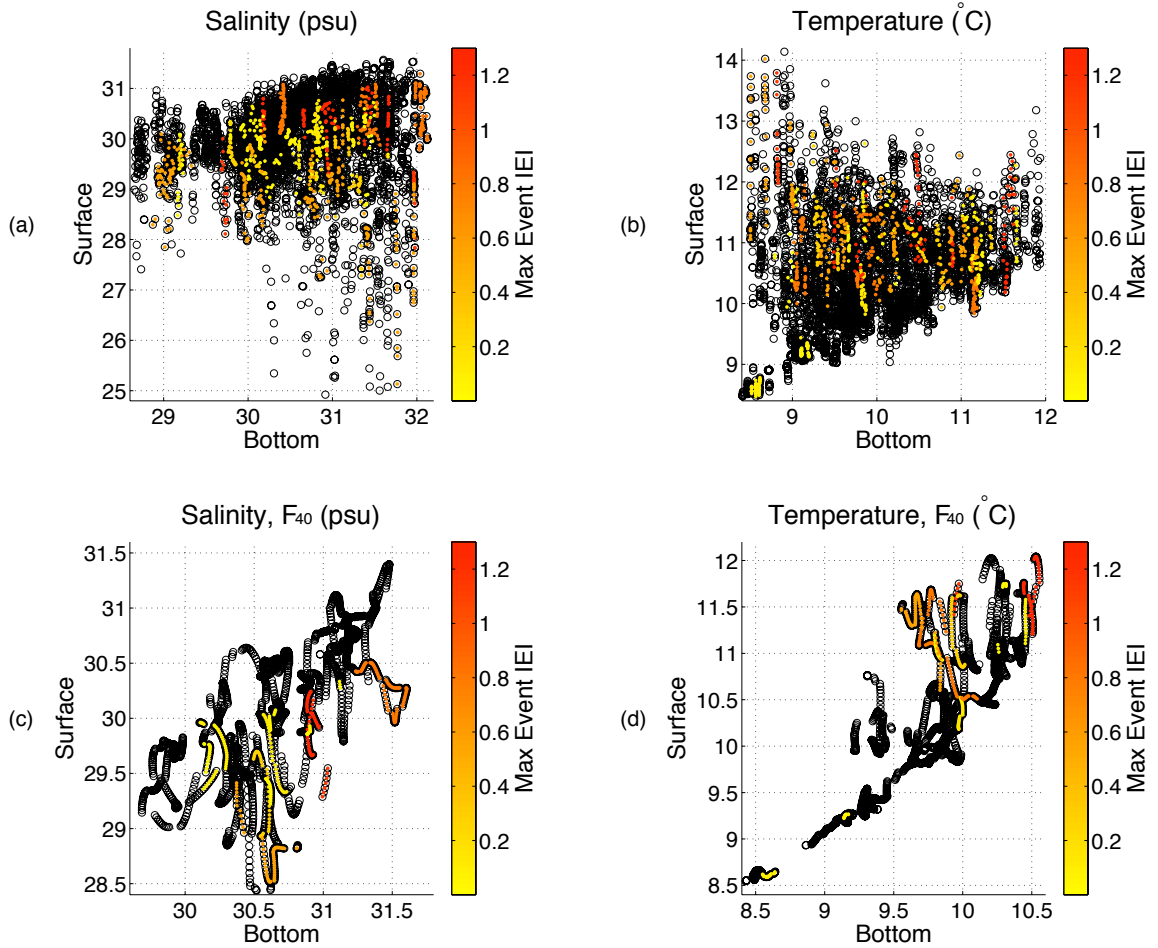 Salinity (psu)
31
30
29
28
27
26
25
29 30 31 32
Surface
Bottom
(a)
1.2
1
0.8
0.6
0.4
0.2
Max Event IEI
Temperature (°C)
14
13
12
11
10
9
9 10 11 12
Surface
Bottom
(b)
1.2
1
0.8
0.6
0.4
0.2
Max Event IEI
Salinity, F40 (psu)
31.5
31
30.5
30
29.5
29
28.5
30 30.5 31 31.5
Surface
Bottom
(c)
1.2
1
0.8
0.6
0.4
0.2
Max Event IEI
Temperature, F40 (°C)
12
11.5
11
10.5
10
9.5
9
8.5
8.5 9 9.5 10 10.5
Surface
Bottom
(d)
1.2
1
0.8
0.6
0.4
0.2
Max Event IEI